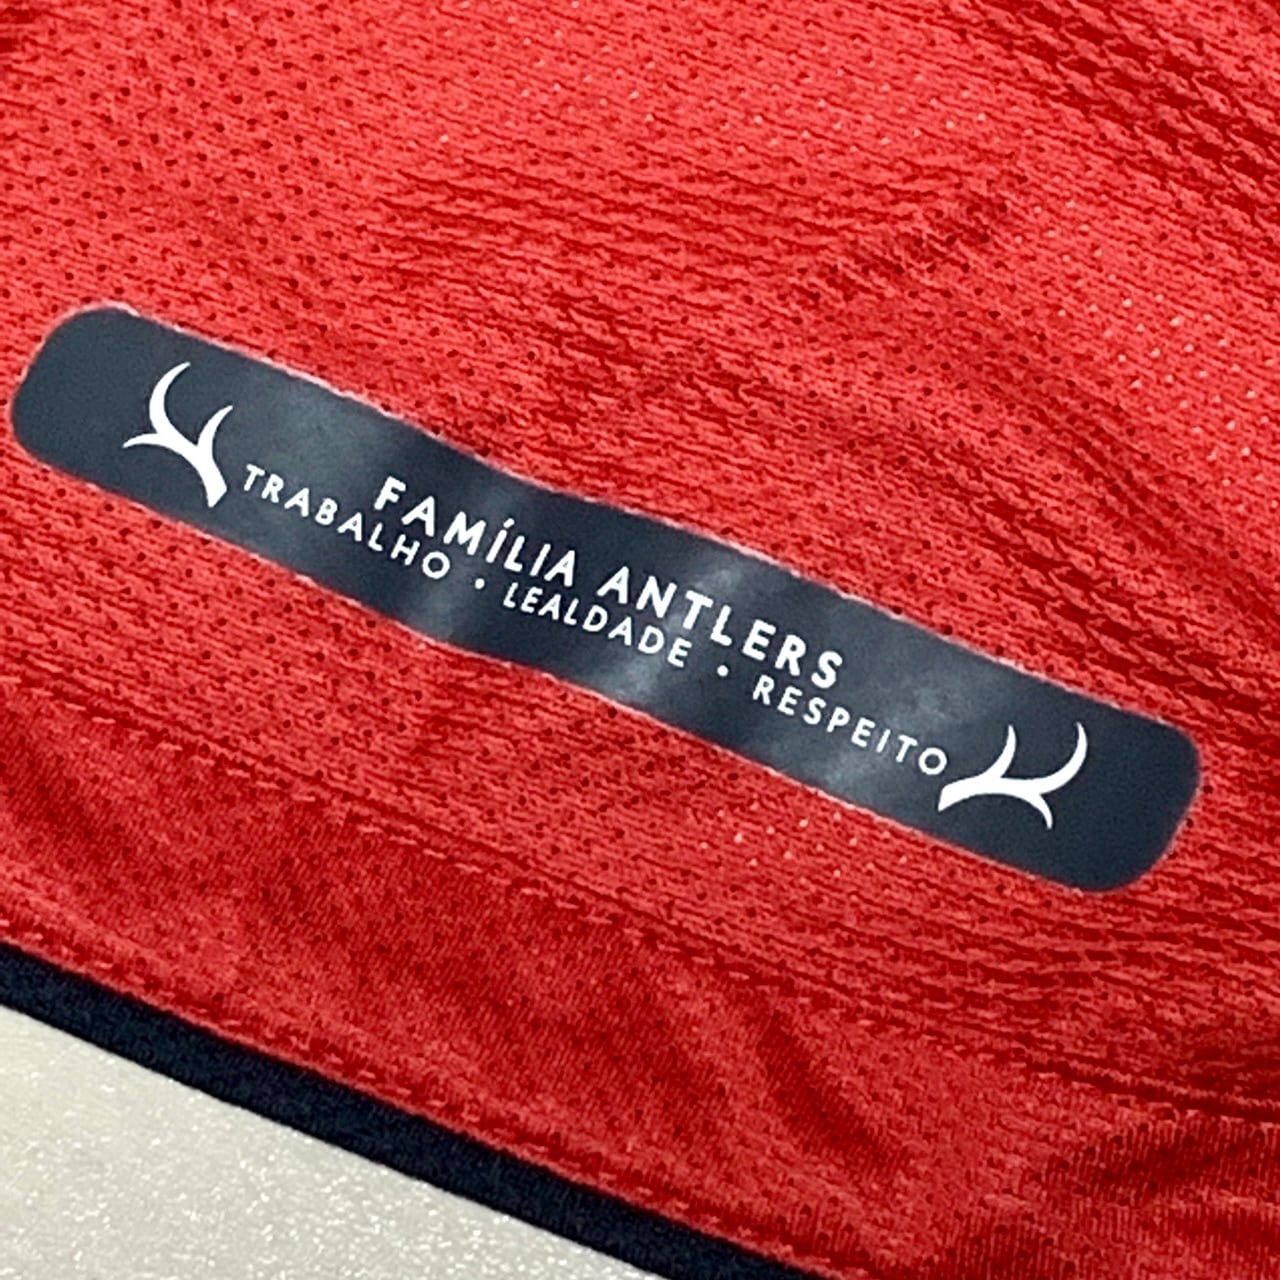 FAMÍLIA ANTLERS
TRABALHO • LEALDADE • RESPEITO